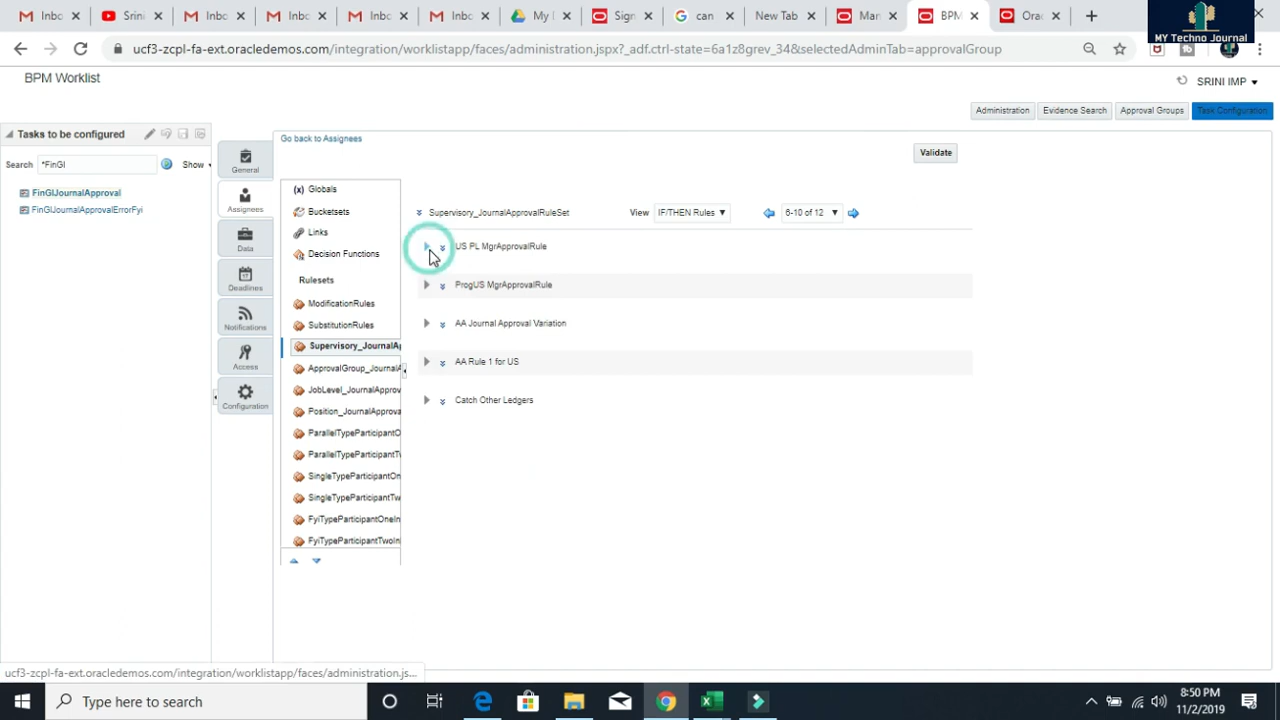 Inbo
Srini
Inbo
Inbo
Inbo
Inbo
My
Sign
can
New Tab
Mar
BPM
Ora
ucf3-zcpl-fa-ext.oracledemos.com/integration/worklistapp/faces/administration.jspx?_adf.ctrl-state=6a1z8grev_34&selectedAdminTab=approvalGroup
MY Techno Journal
BPM Worklist
SRINI IMP
Administration
Evidence Search
Approval Groups
Task Configuration
Tasks to be configured
Search *FinGl Show
FinGlJournalApproval
FinGlJournalApprovalErrorFyi
General
Assignees
Data
Deadlines
Notifications
Access
Configuration
Go back to Assignees
Validate
(x) Globals
Bucketsets
Links
Decision Functions
Rulesets
ModificationRules
SubstitutionRules
Supervisory_JournalAp
ApprovalGroup_JournalA
JobLevel_JournalApprov
Position_JournalApprova
ParallelTypeParticipantO
ParallelTypeParticipantTw
SingleTypeParticipantOn
SingleTypeParticipantTw
FyiTypeParticipantOneIn
FyiTypeParticipantTwoIn
Supervisory_JournalApprovalRuleSet
View IF/THEN Rules
6-10 of 12
US PL MgrApprovalRule
ProgUS MgrApprovalRule
AA Journal Approval Variation
AA Rule 1 for US
Catch Other Ledgers
ucf3-zcpl-fa-ext.oracledemos.com/integration/worklistapp/faces/administration.js...
Type here to search
8:50 PM
11/2/2019